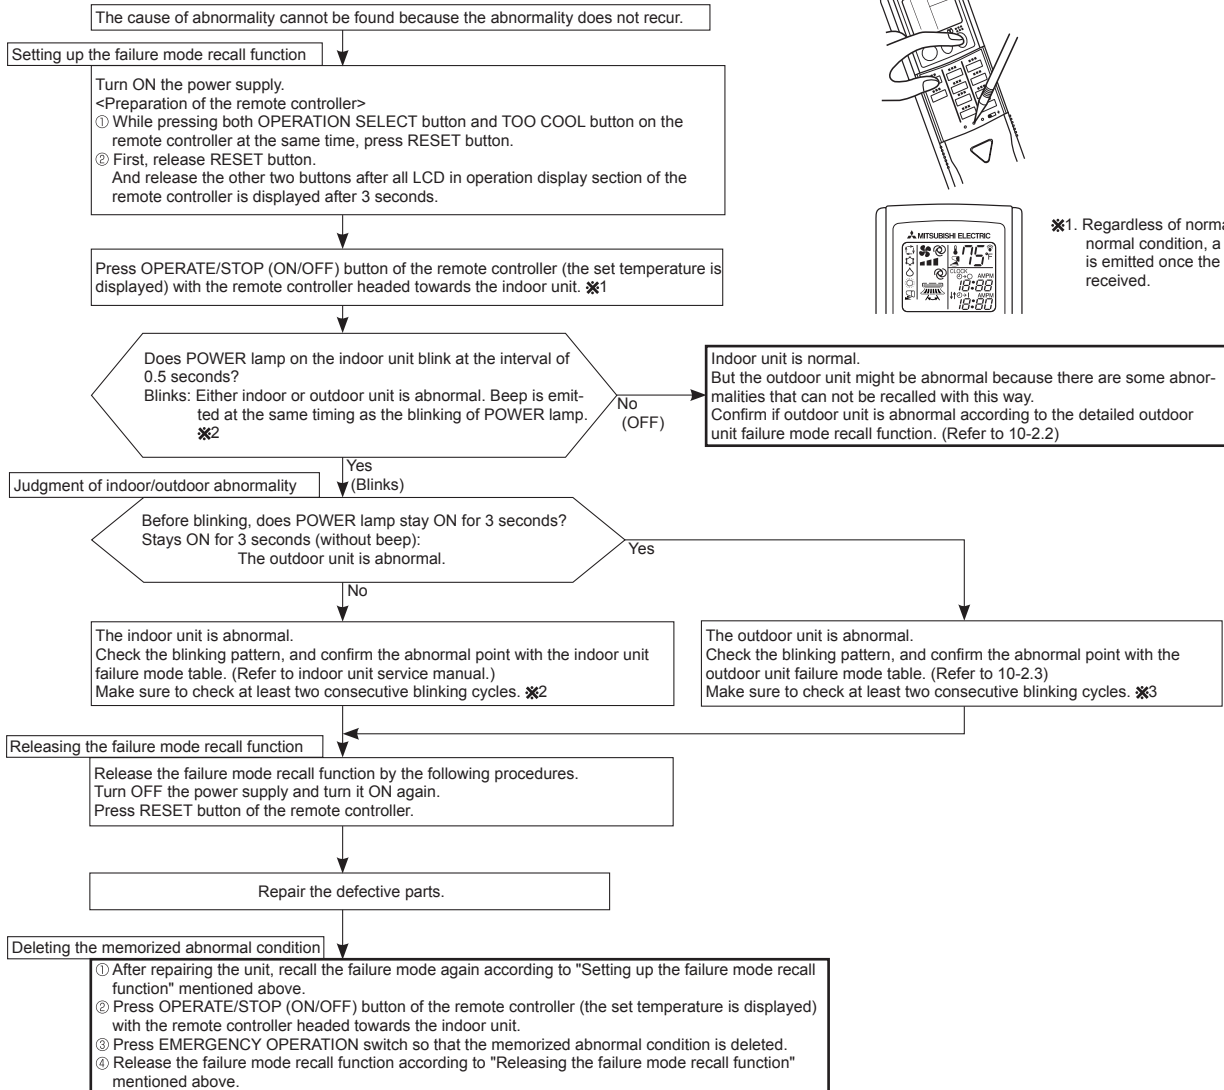 The cause of abnormality cannot be found because the abnormality does not recur.
Setting up the failure mode recall function
Turn ON the power supply.
<Preparation of the remote controller>
① While pressing both OPERATION SELECT button and TOO COOL button on the
remote controller at the same time, press RESET button.
② First, release RESET button.
And release the other two buttons after all LCD in operation display section of the
remote controller is displayed after 3 seconds.
MITSUBISHI ELECTRIC
75°F
CLOCK
AMPM
18:88
AMPM
18:80
※1. Regardless of norma
normal condition, a
is emitted once the
received.
Press OPERATE/STOP (ON/OFF) button of the remote controller (the set temperature is
displayed) with the remote controller headed towards the indoor unit. ※1
Does POWER lamp on the indoor unit blink at the interval of
0.5 seconds?
Blinks: Either indoor or outdoor unit is abnormal. Beep is emit-
ted at the same timing as the blinking of POWER lamp.
※2
No
(OFF)
Indoor unit is normal.
But the outdoor unit might be abnormal because there are some abnor-
malities that can not be recalled with this way.
Confirm if outdoor unit is abnormal according to the detailed outdoor
unit failure mode recall function. (Refer to 10-2.2)
Yes
(Blinks)
Judgment of indoor/outdoor abnormality
Before blinking, does POWER lamp stay ON for 3 seconds?
Stays ON for 3 seconds (without beep):
The outdoor unit is abnormal.
Yes
No
The indoor unit is abnormal.
Check the blinking pattern, and confirm the abnormal point with the indoor unit
failure mode table. (Refer to indoor unit service manual.)
Make sure to check at least two consecutive blinking cycles. ※2
The outdoor unit is abnormal.
Check the blinking pattern, and confirm the abnormal point with the
outdoor unit failure mode table. (Refer to 10-2.3)
Make sure to check at least two consecutive blinking cycles. ※3
Releasing the failure mode recall function
Release the failure mode recall function by the following procedures.
Turn OFF the power supply and turn it ON again.
Press RESET button of the remote controller.
Repair the defective parts.
Deleting the memorized abnormal condition
① After repairing the unit, recall the failure mode again according to "Setting up the failure mode recall
function" mentioned above.
② Press OPERATE/STOP (ON/OFF) button of the remote controller (the set temperature is displayed)
with the remote controller headed towards the indoor unit.
③ Press EMERGENCY OPERATION switch so that the memorized abnormal condition is deleted.
④ Release the failure mode recall function according to "Releasing the failure mode recall function"
mentioned above.